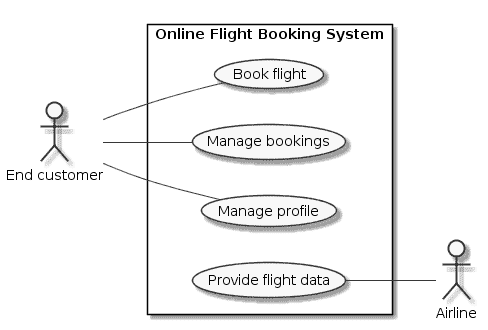 Online Flight Booking System
Book flight
Manage bookings
End customer
Manage profile
Provide flight data
Airline